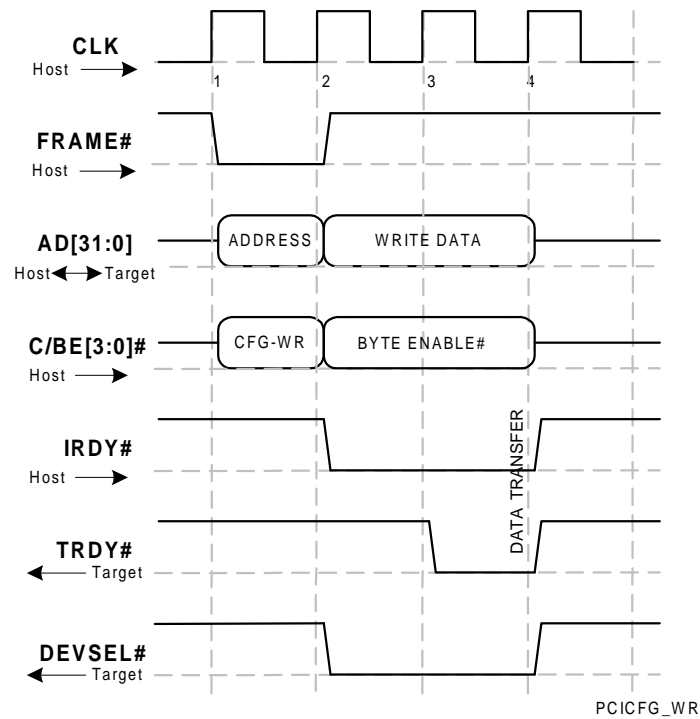 CLK
Host
1 2 3 4
FRAME#
Host
AD[31:0]
ADDRESS WRITE DATA
Host Target
C/BE[3:0]#
CFG-WR BYTE ENABLE#
Host
IRDY#
Host
DATA TRANSFER
TRDY#
Target
DEVSEL#
Target
PCICFG_WR